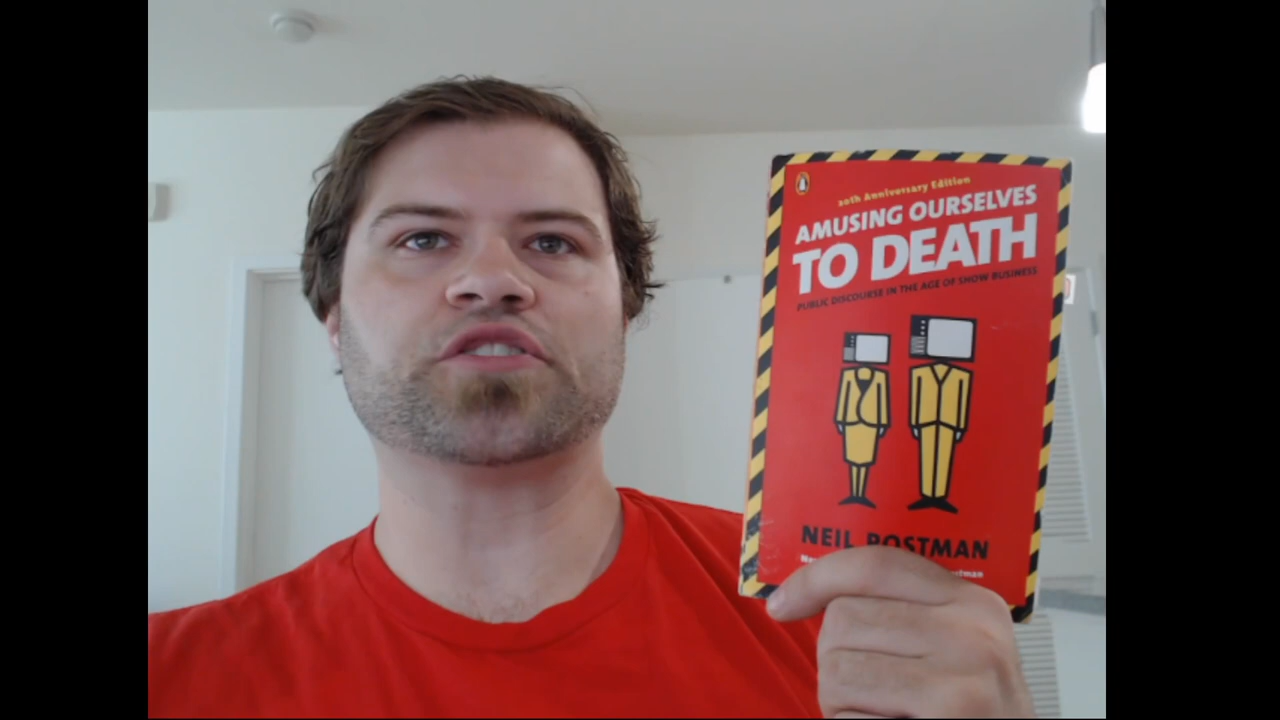 20th Anniversary Edition
AMUSING OURSELVES
TO DEATH
PUBLIC DISCOURSE IN THE AGE OF SHOW BUSINESS
NEIL POSTMAN